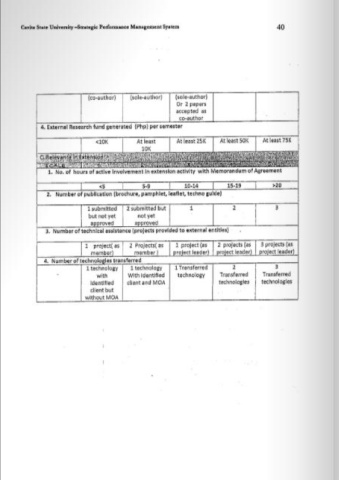 Cavite State University -Strategic Performance Management System 40
(co-author) (sole-author) (sole-author)
Or 2 papers
accepted as
co-author
4. External Research fund generated (Php) per semester
<10K At least 10K At least 25K At least 50K At least 75K
C.Relevance in Extension
SCALE
1. No. of hours of active involvement in extension activity with Memorandum of Agreement
<5 5-9 10-14 15-19 >20
2. Number of publication (brochure, pamphlet, leaflet, techno guide)
1 submitted but not yet approved 2 submitted but not yet approved 1 2 3
3. Number of technical assistance (projects provided to external entities)
1 project( as member) 2 Projects( as member ) 1 project (as project leader) 2 projects (as project leader) 3 projects (as project leader)
4. Number of technologies transferred
1 technology with identified client but without MOA 1 technology With identified client and MOA 1 Transferred technology 2 Transferred technologies 3 Transferred technologies